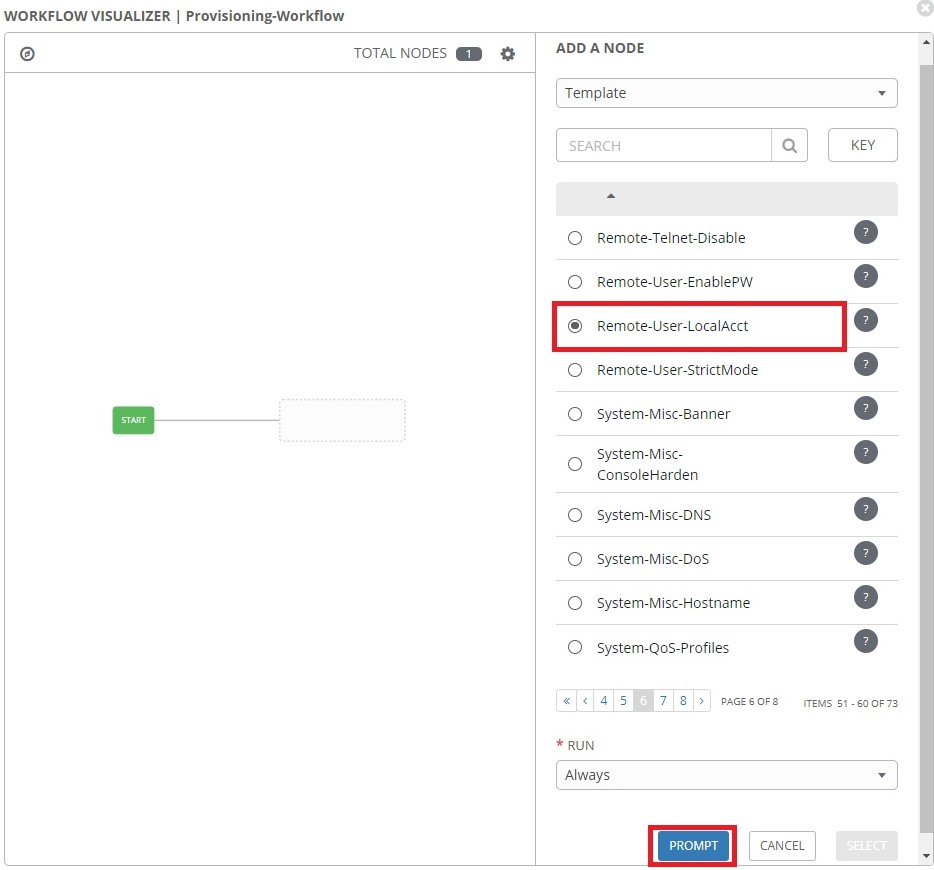 WORKFLOW VISUALIZER | Provisioning-Workflow
TOTAL NODES 1
START
ADD A NODE
Template
SEARCH
KEY
Remote-Telnet-Disable ?
Remote-User-EnablePW ?
Remote-User-LocalAcct ?
Remote-User-StrictMode ?
System-Misc-Banner ?
System-Misc-
ConsoleHarden ?
System-Misc-DNS ?
System-Misc-DoS ?
System-Misc-Hostname ?
System-QoS-Profiles ?
« ‹ 4 5 6 7 8 › PAGE 6 OF 8 ITEMS 51 - 60 OF 73
* RUN
Always
PROMPT CANCEL SELECT